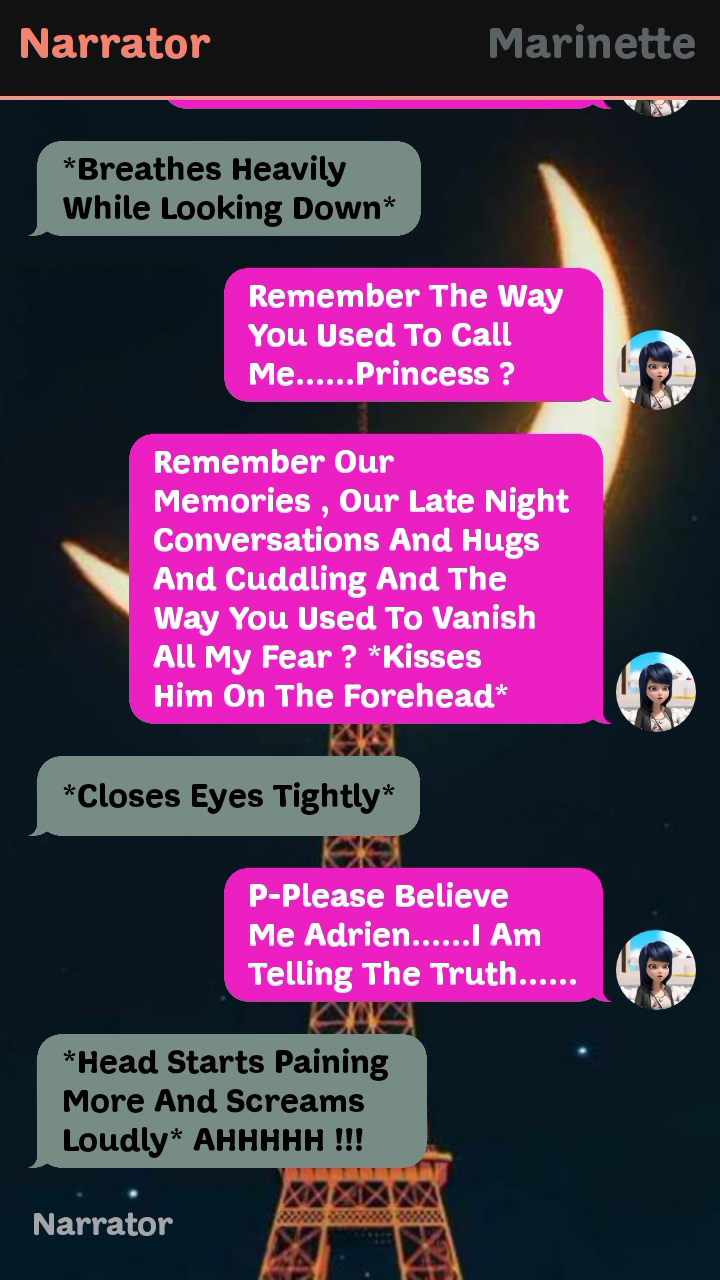 Narrator
Marinette
*Breathes Heavily
While Looking Down*
Remember The Way
You Used To Call
Me......Princess ?
Remember Our
Memories , Our Late Night
Conversations And Hugs
And Cuddling And The
Way You Used To Vanish
All My Fear ? *Kisses
Him On The Forehead*
*Closes Eyes Tightly*
P-Please Believe
Me Adrien......I Am
Telling The Truth......
*Head Starts Paining
More And Screams
Loudly* AHHHHH !!!
Narrator